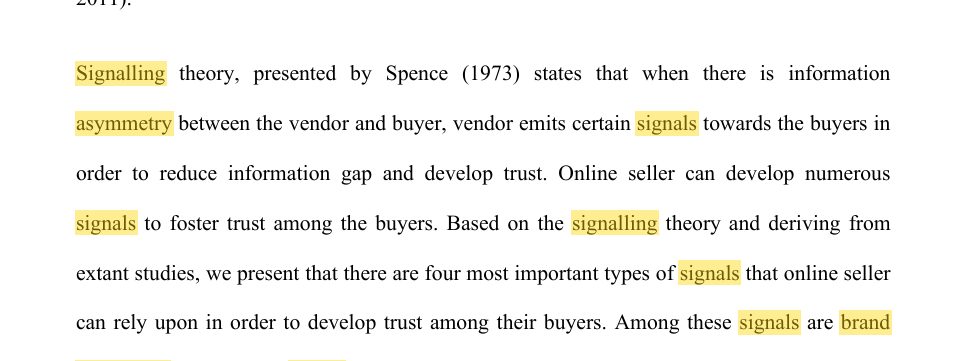 2011).
Signalling theory, presented by Spence (1973) states that when there is information
asymmetry between the vendor and buyer, vendor emits certain signals towards the buyers in
order to reduce information gap and develop trust. Online seller can develop numerous
signals to foster trust among the buyers. Based on the signalling theory and deriving from
extant studies, we present that there are four most important types of signals that online seller
can rely upon in order to develop trust among their buyers. Among these signals are brand